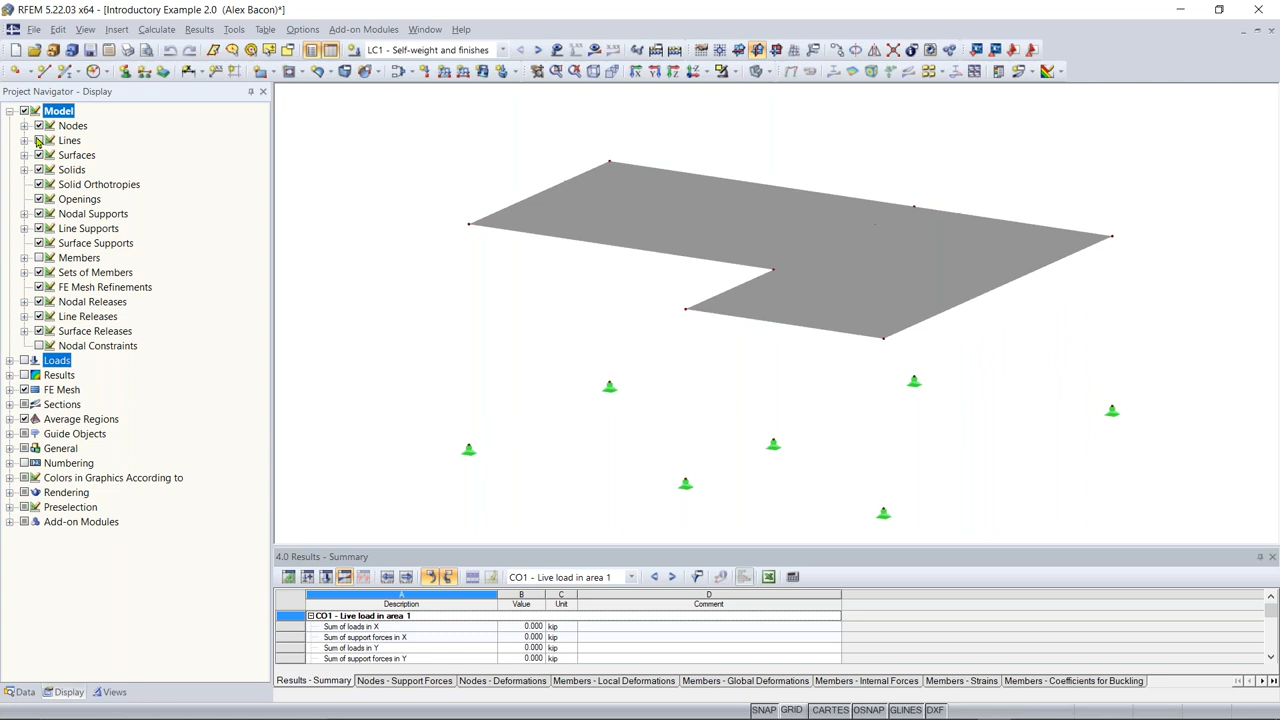 RFEM 5.22.03 x64 - [Introductory Example 2.0 (Alex Bacon)*]
File Edit View Insert Calculate Results Tools Table Options Add-on Modules Window Help
LC1 - Self-weight and finishes
Project Navigator - Display
Model
Nodes
Lines
Surfaces
Solids
Solid Orthotropies
Openings
Nodal Supports
Line Supports
Surface Supports
Members
Sets of Members
FE Mesh Refinements
Nodal Releases
Line Releases
Surface Releases
Nodal Constraints
Loads
Results
FE Mesh
Sections
Average Regions
Guide Objects
General
Numbering
Colors in Graphics According to
Rendering
Preselection
Add-on Modules
Data Display Views
4.0 Results - Summary
CO1 - Live load in area 1
A B C D
Description Value Unit Comment
CO1 - Live load in area 1
Sum of loads in X 0.000 kip
Sum of support forces in X 0.000 kip
Sum of loads in Y 0.000 kip
Sum of support forces in Y 0.000 kip
Results - Summary Nodes - Support Forces Nodes - Deformations Members - Local Deformations Members - Global Deformations Members - Internal Forces Members - Strains Members - Coefficients for Buckling
SNAP GRID CARTES OSNAP GLINES DXF